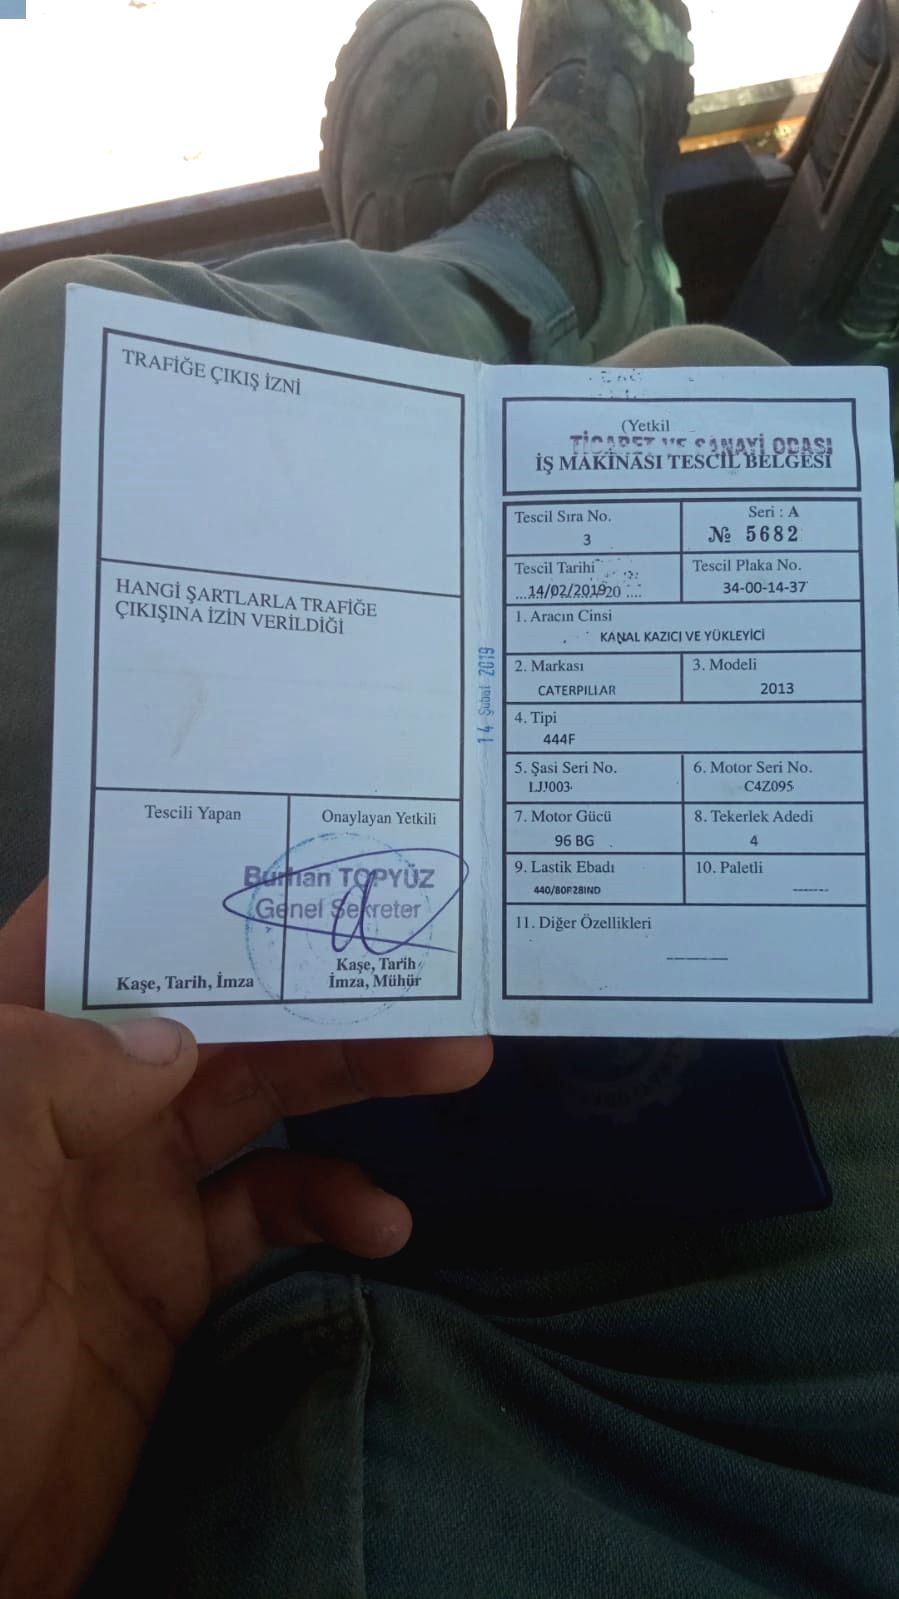 TRAFİĞE ÇIKIŞ İZNİ
HANGİ ŞARTLARLA TRAFİĞE
ÇIKIŞINA İZİN VERİLDİĞİ
Tescili Yapan
Onaylayan Yetkili
Burhan TOPYÜZ
Genel Sekreter
Kaşe, Tarih, İmza
Kaşe, Tarih
İmza, Mühür
14 Şubat 2019
(Yetkil
TİCARET VE SANAYİ ODASI
İŞ MAKİNASI TESCİL BELGESİ
Tescil Sıra No.
3
Seri : A
№ 5682
Tescil Tarihi
....14/02/201920 ....
Tescil Plaka No.
34-00-14-37
1. Aracın Cinsi
KANAL KAZICI VE YÜKLEYİCİ
2. Markası
CATERPILLAR
3. Modeli
2013
4. Tipi
444F
5. Şasi Seri No.
LJJ003
6. Motor Seri No.
C4Z095
7. Motor Gücü
96 BG
8. Tekerlek Adedi
4
9. Lastik Ebadı
440/80R28IND
10. Paletli
-------
11. Diğer Özellikleri
----------